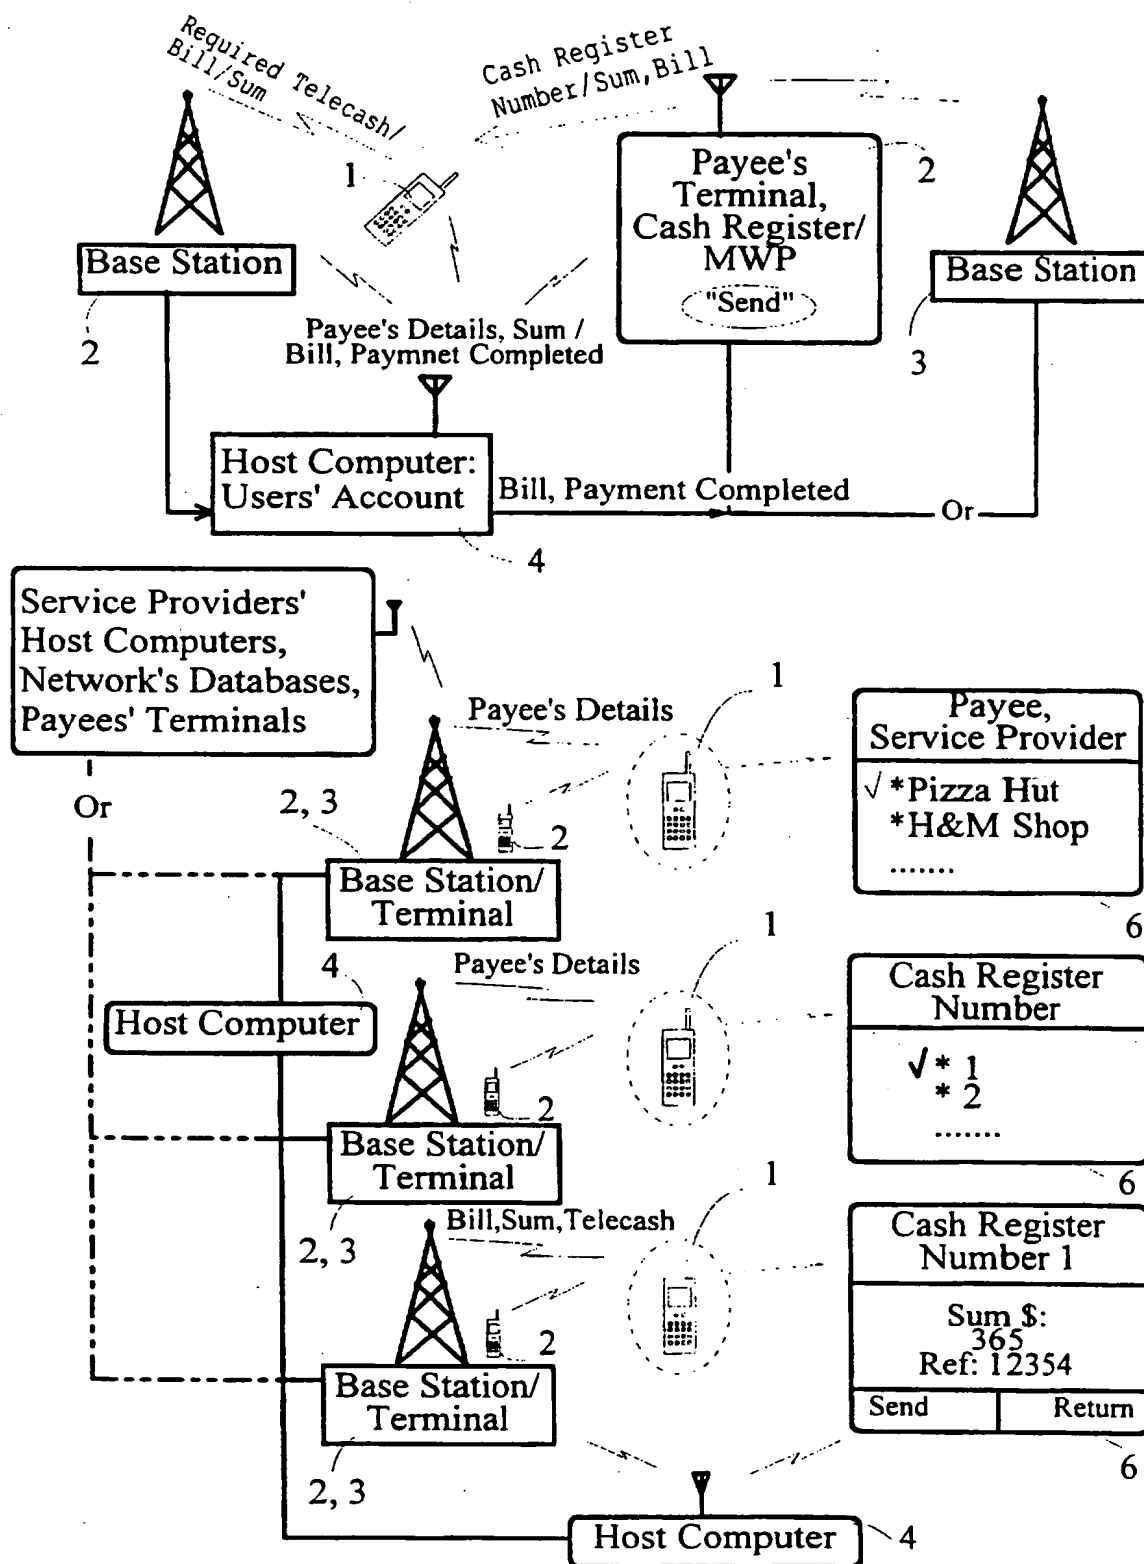 Required Telecash/
Bill/Sum
Cash Register
Number/Sum,Bill
1
Payee's
Terminal,
Cash Register/
MWP
"Send"
2
Base Station
2
Base Station
3
Payee's Details, Sum /
Bill, Paymnet Completed
Host Computer:
Users' Account
Bill, Payment Completed
Or
4
Service Providers'
Host Computers,
Network's Databases,
Payees' Terminals
Or
Payee's Details
1
2, 3
2
Base Station/
Terminal
Payee,
Service Provider
√ *Pizza Hut
*H&M Shop
.......
6
4
Host Computer
Payee's Details
1
2
Base Station/
Terminal
2, 3
Cash Register
Number
√* 1
* 2
.......
6
Bill,Sum,Telecash
1
2
Base Station/
Terminal
2, 3
Cash Register
Number 1
Sum $:
365
Ref: 12354
Send Return
6
Host Computer
4